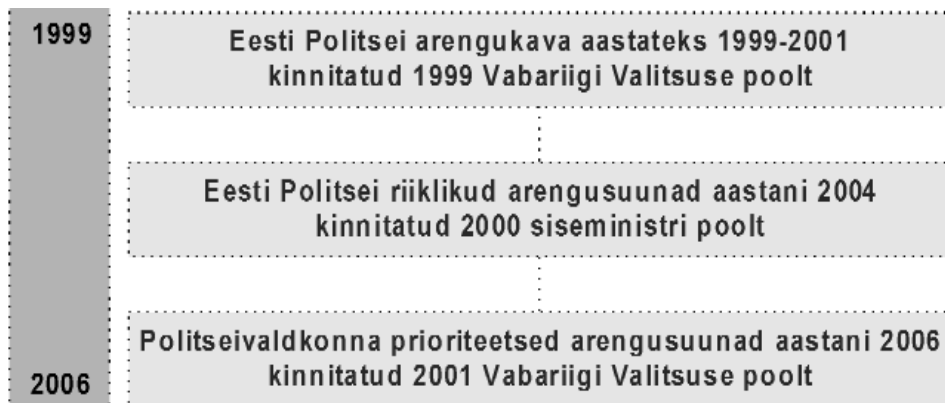 1999
Eesti Politsei arengukava aastateks 1999-2001
kinnitatud 1999 Vabariigi Valitsuse poolt
Eesti Politsei riiklikud arengusuunad aastani 2004
kinnitatud 2000 siseministri poolt
Politseivaldkonna prioriteetsed arengusuunad aastani 2006
kinnitatud 2001 Vabariigi Valitsuse poolt
2006